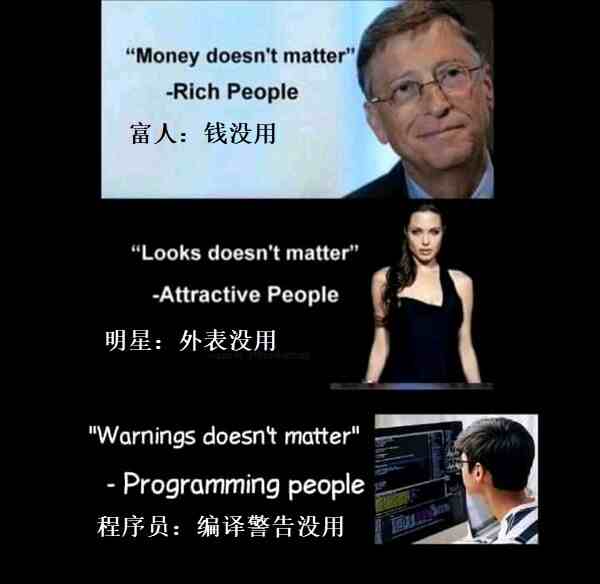 “Money doesn't matter”
-Rich People
富人：钱没用
“Looks doesn't matter”
-Attractive People
明星：外表没用
"Warnings doesn't matter"
- Programming people
程序员：编译警告没用